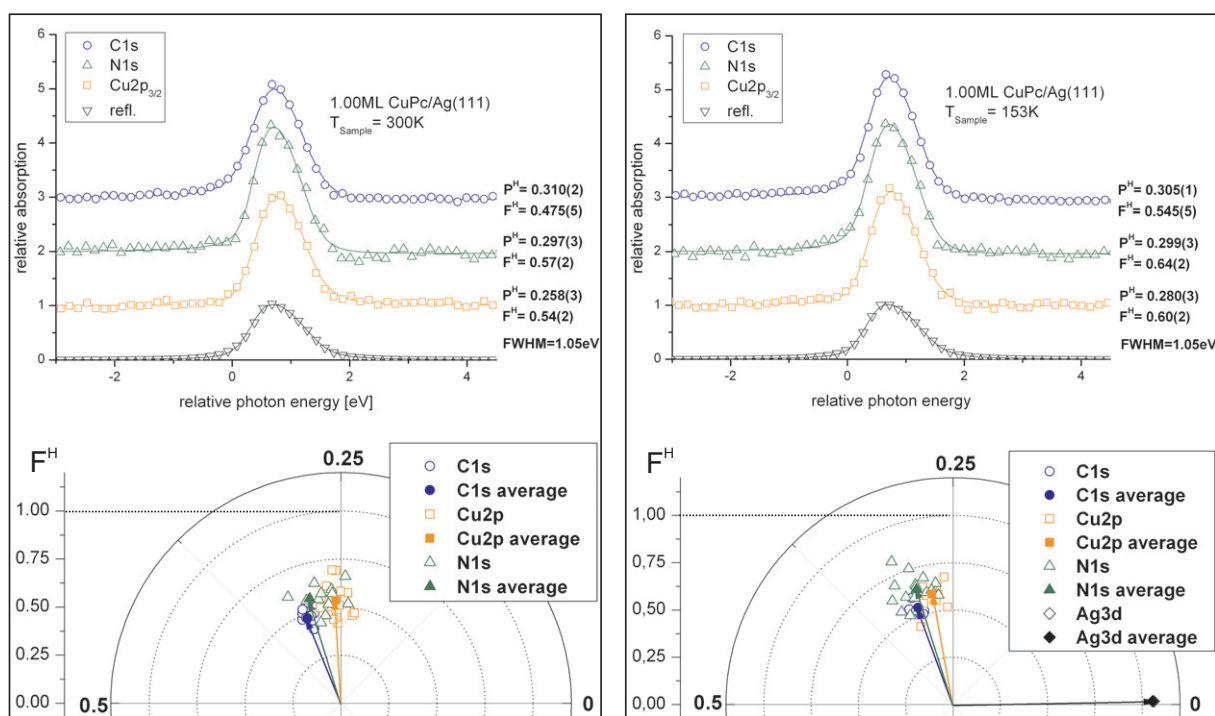 6
5
4
3
2
1
0
relative absorption
C1s
N1s
Cu2p3/2
refl.
1.00ML CuPc/Ag(111)
TSample= 300K
PH= 0.310(2)
FH= 0.475(5)
PH= 0.297(3)
FH= 0.57(2)
PH= 0.258(3)
FH= 0.54(2)
FWHM=1.05eV
-2 0 2 4
relative photon energy [eV]
6
5
4
3
2
1
0
relative absorption
C1s
N1s
Cu2p3/2
refl.
1.00ML CuPc/Ag(111)
TSample= 153K
PH= 0.305(1)
FH= 0.545(5)
PH= 0.299(3)
FH= 0.64(2)
PH= 0.280(3)
FH= 0.60(2)
FWHM=1.05eV
-2 0 2 4
relative photon energy
FH
0.25
1.00
0.75
0.50
0.25
0.00
0.5
0
C1s
C1s average
Cu2p
Cu2p average
N1s
N1s average
FH
0.25
1,00
0,75
0,50
0,25
0,00
0.5
0
C1s
C1s average
Cu2p
Cu2p average
N1s
N1s average
Ag3d
Ag3d average